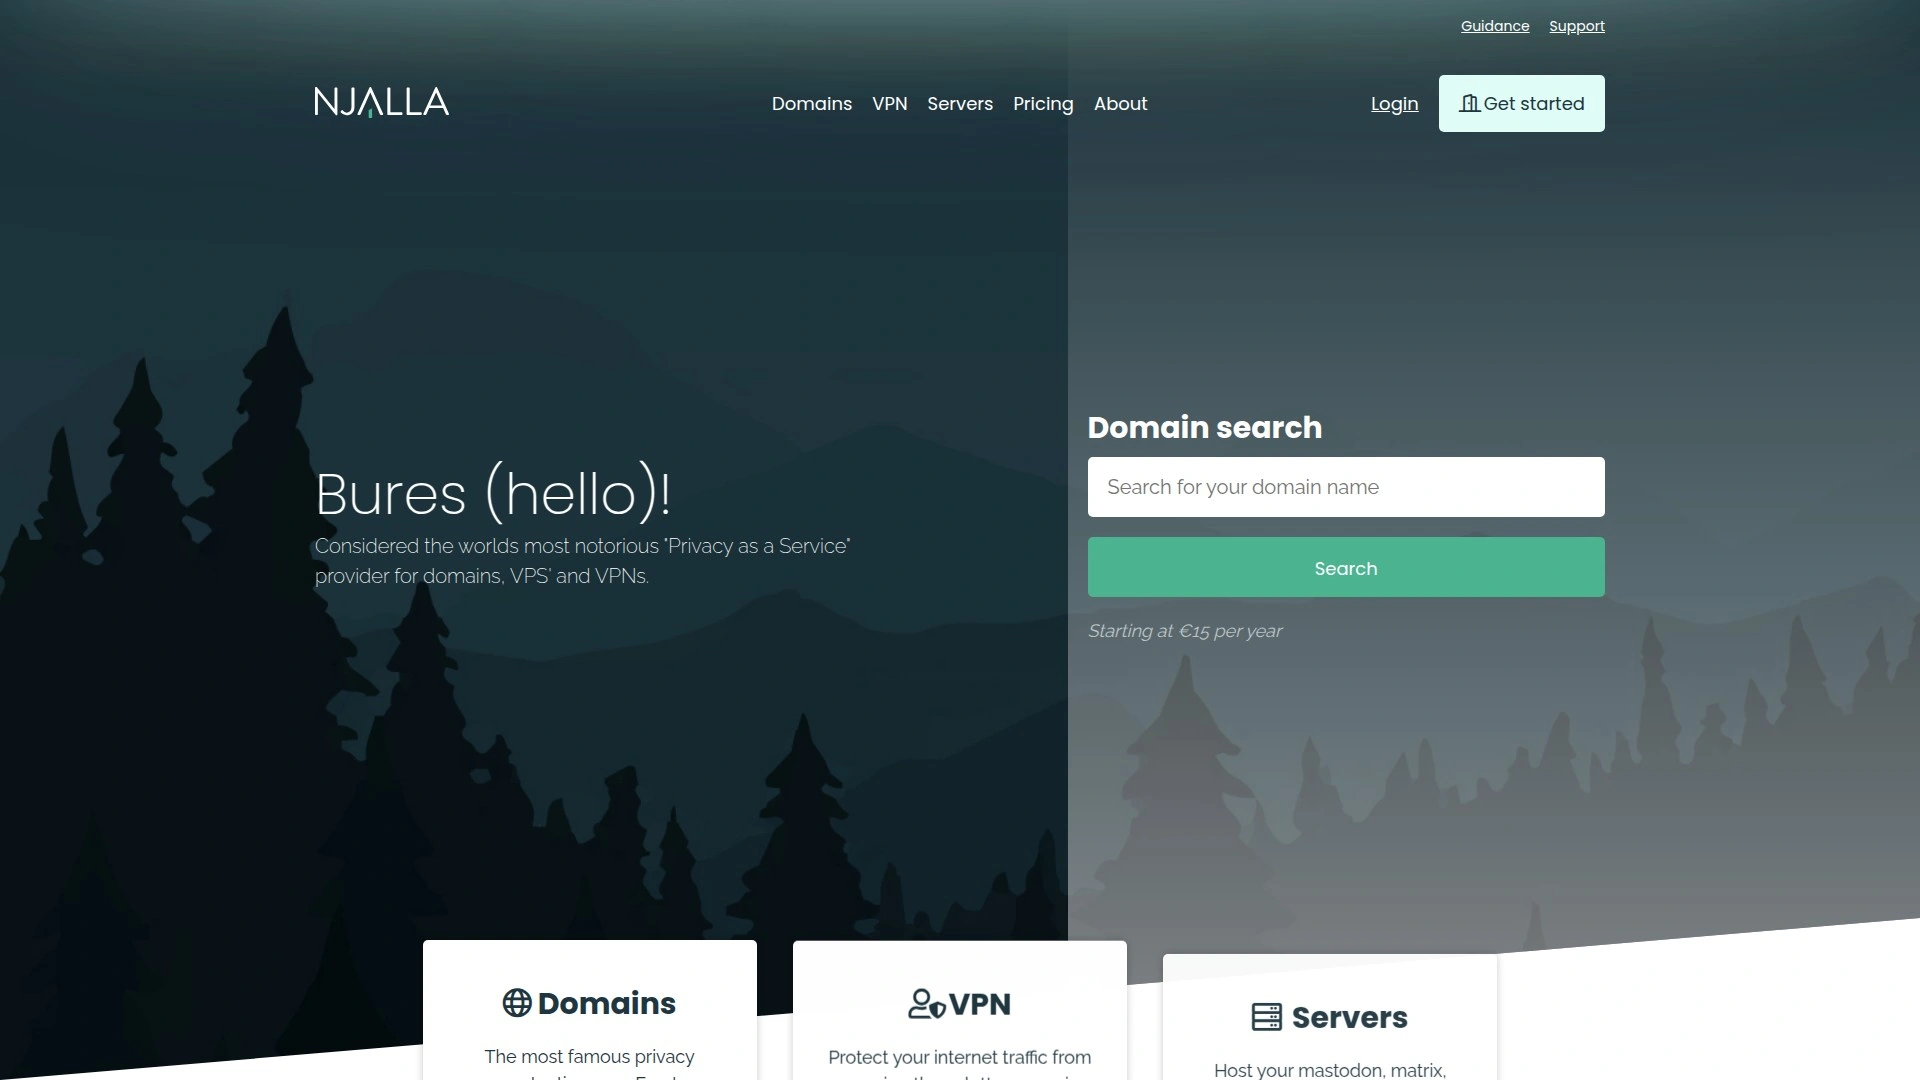 Guidance Support
NJALLA
Domains VPN Servers Pricing About
Login Get started
Bures (hello)!
Considered the worlds most notorious "Privacy as a Service"
provider for domains, VPS' and VPNs.
Domain search
Search for your domain name
Search
Starting at €15 per year
Domains
The most famous privacy
VPN
Protect your internet traffic from
Servers
Host your mastodon, matrix,